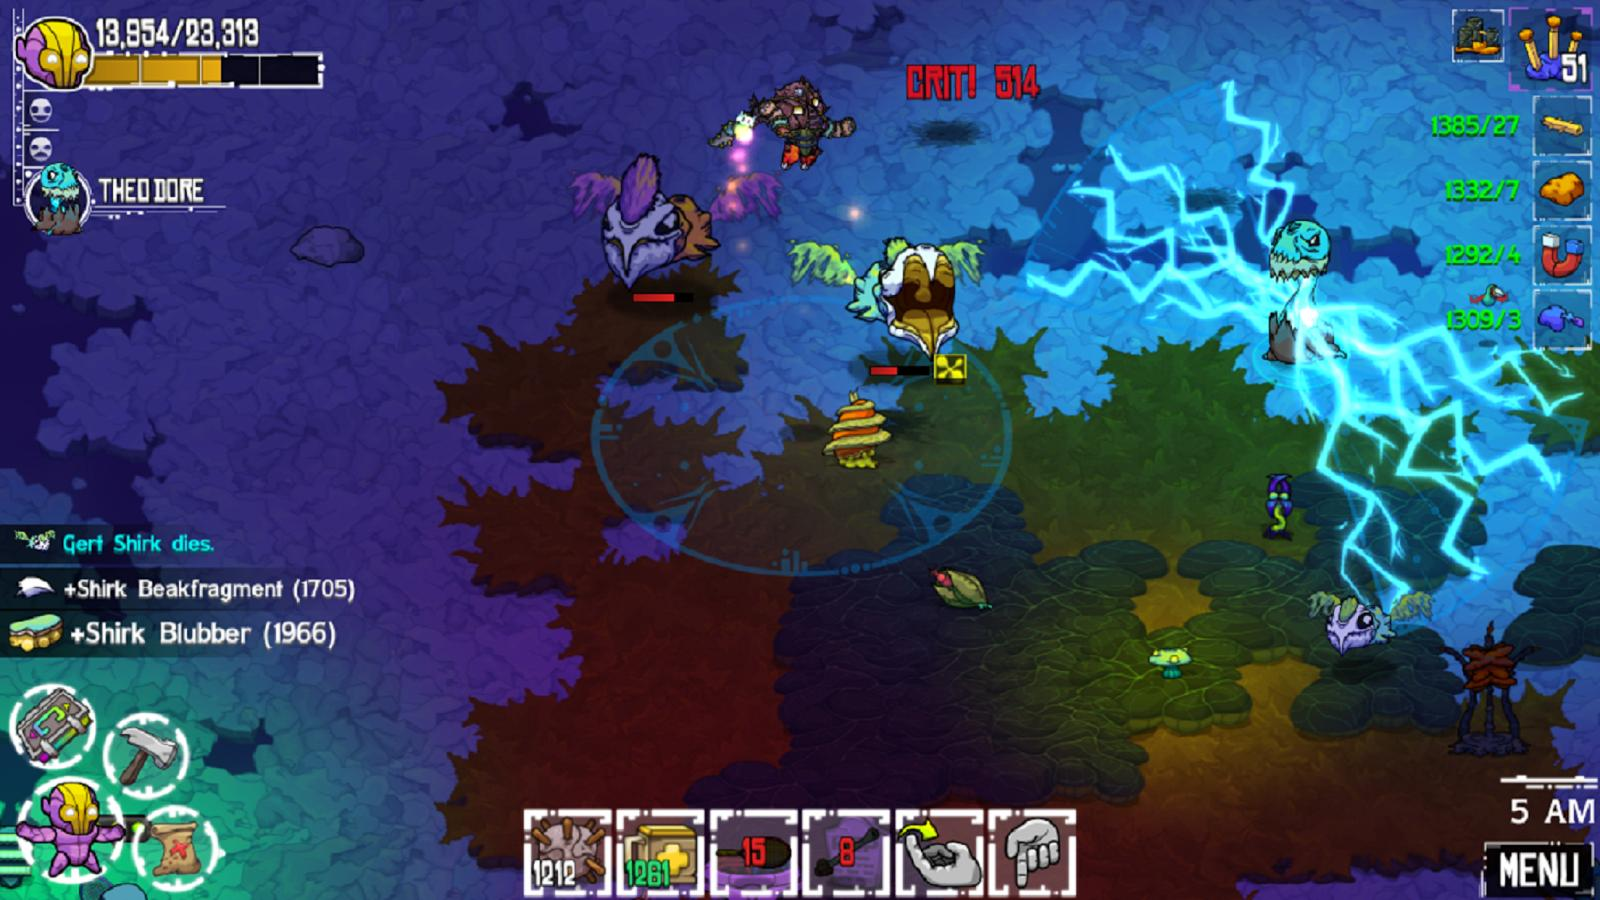 13,954/23,313
CRIT! 514
51
1385/27
THEO DORE
1332/7
1292/4
1309/3
Gert Shirk dies.
+Shirk Beakfragment (1705)
+Shirk Blubber (1966)
5 AM
1212
1261
15
8
MENU